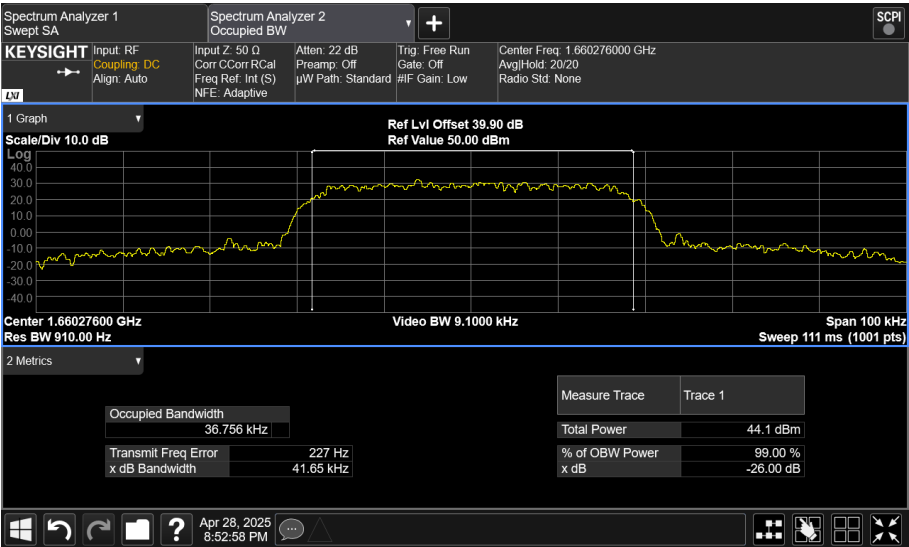 Spectrum Analyzer 1
Swept SA
Spectrum Analyzer 2
Occupied BW
▼
+
SCPI
KEYSIGHT
LXI
Input: RF
Coupling: DC
Align: Auto
Input Z: 50 Ω
Corr CCorr RCal
Freq Ref: Int (S)
NFE: Adaptive
Atten: 22 dB
Preamp: Off
µW Path: Standard
Trig: Free Run
Gate: Off
#IF Gain: Low
Center Freq: 1.660276000 GHz
Avg|Hold: 20/20
Radio Std: None
1 Graph
▼
Scale/Div 10.0 dB
Ref Lvl Offset 39.90 dB
Ref Value 50.00 dBm
Log
40.0
30.0
20.0
10.0
0.00
-10.0
-20.0
-30.0
-40.0
Center 1.66027600 GHz
Video BW 9.1000 kHz
Span 100 kHz
Res BW 910.00 Hz
Sweep 111 ms (1001 pts)
2 Metrics
▼
Occupied Bandwidth
36.756 kHz
Transmit Freq Error 227 Hz
x dB Bandwidth 41.65 kHz
Measure Trace Trace 1
Total Power 44.1 dBm
% of OBW Power 99.00 %
x dB -26.00 dB
?
Apr 28, 2025
8:52:58 PM